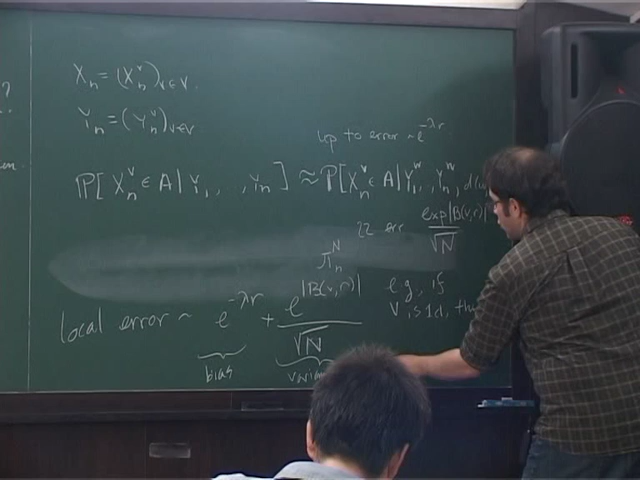 X_n = (X_n^v)_{v∈V}.
Y_n = (Y_n^v)_{v∈V}
up to error ~ e^{-λr}
P[X_n^v ∈ A | Y_1, , Y_n] ≈ P[X_n^v ∈ A | Y_1^w, , Y_n^w, d(
err exp|B(v,r)| / √N
π_n^N
local error ~ e^{-λr} + e^{|B(v,r)|} / √N
e.g. if
V is 1d, th
bias